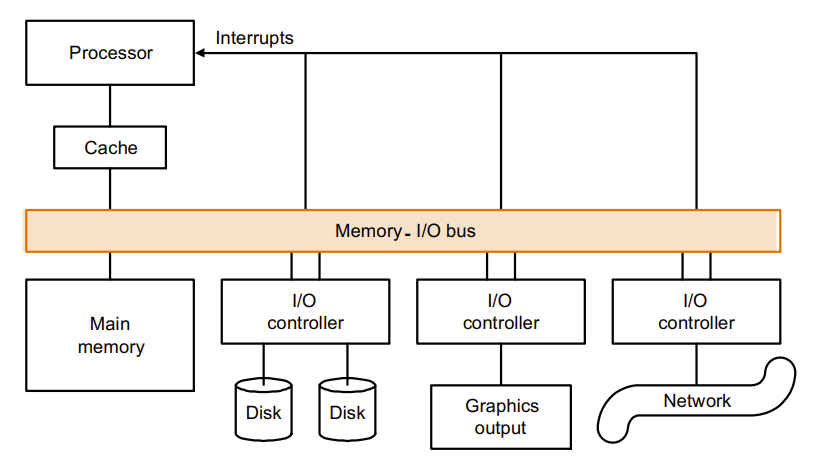 Interrupts
Processor
Cache
Memory - I/O bus
Main
memory
I/O
controller
I/O
controller
I/O
controller
Disk
Disk
Graphics
output
Network